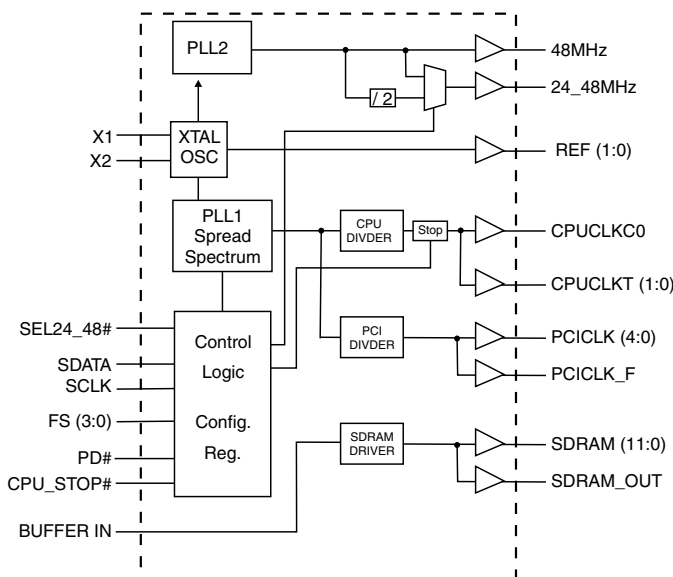 PLL2
48MHz
/ 2
24_48MHz
X1
X2
XTAL
OSC
REF (1:0)
PLL1
Spread
Spectrum
CPU
DIVDER
Stop
CPUCLKC0
CPUCLKT (1:0)
SEL24_48#
SDATA
SCLK
FS (3:0)
PD#
CPU_STOP#
BUFFER IN
Control
Logic
Config.
Reg.
PCI
DIVDER
PCICLK (4:0)
PCICLK_F
SDRAM
DRIVER
SDRAM (11:0)
SDRAM_OUT